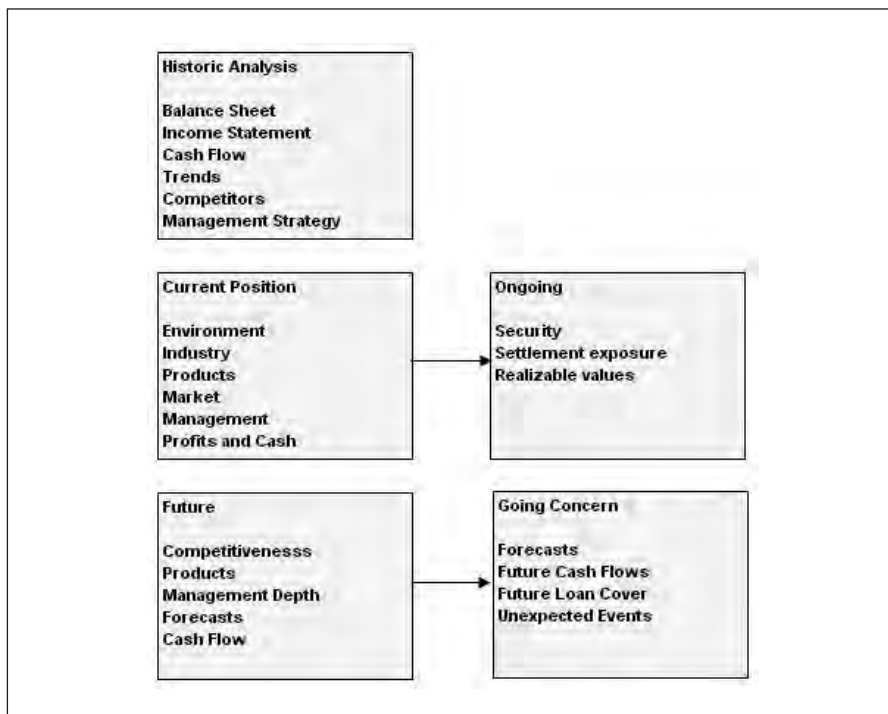 Historic Analysis
Balance Sheet
Income Statement
Cash Flow
Trends
Competitors
Management Strategy
Current Position
Environment
Industry
Products
Market
Management
Profits and Cash
Ongoing
Security
Settlement exposure
Realizable values
Future
Competitivenesss
Products
Management Depth
Forecasts
Cash Flow
Going Concern
Forecasts
Future Cash Flows
Future Loan Cover
Unexpected Events